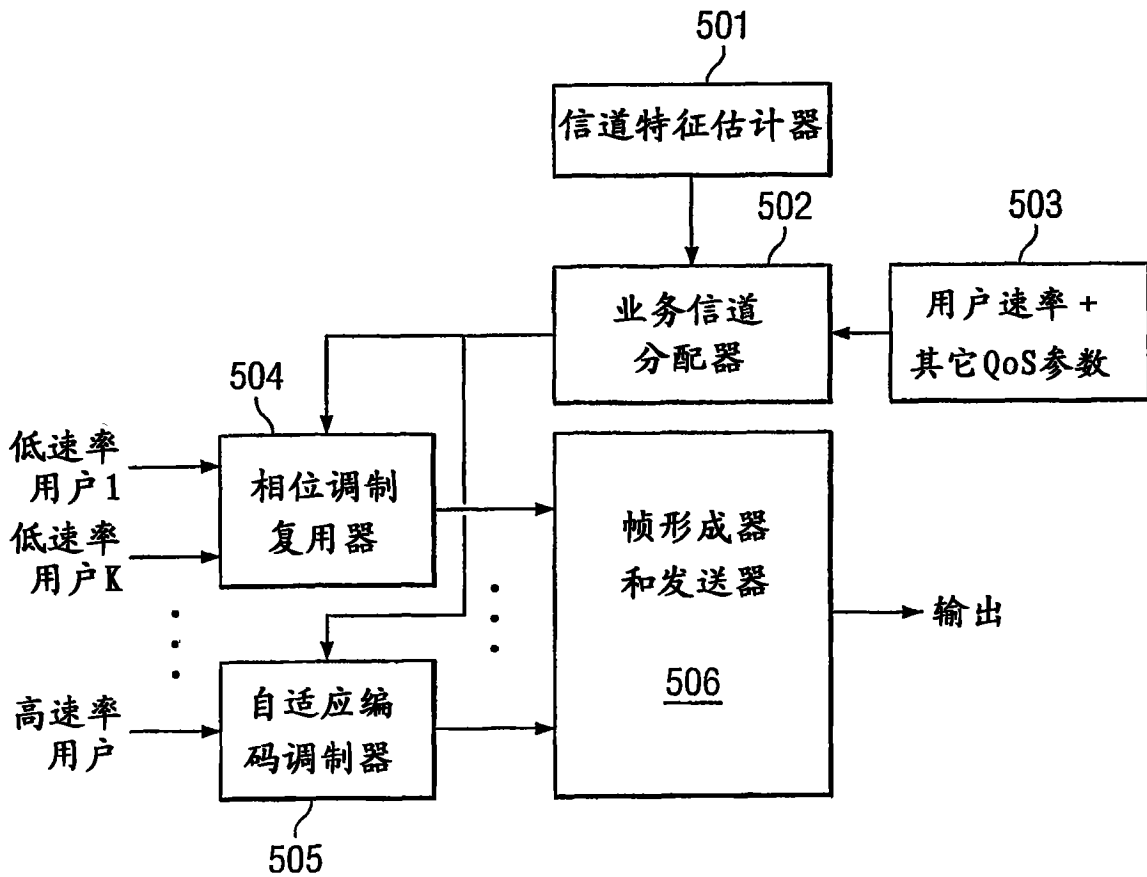 501
信道特征估计器
502
503
业务信道
分配器
用户速率 +
其它QoS参数
504
低速率
用户1
相位调制
复用器
低速率
用户K
帧形成器
和发送器
506
输出
高速率
用户
自适应编
码调制器
505